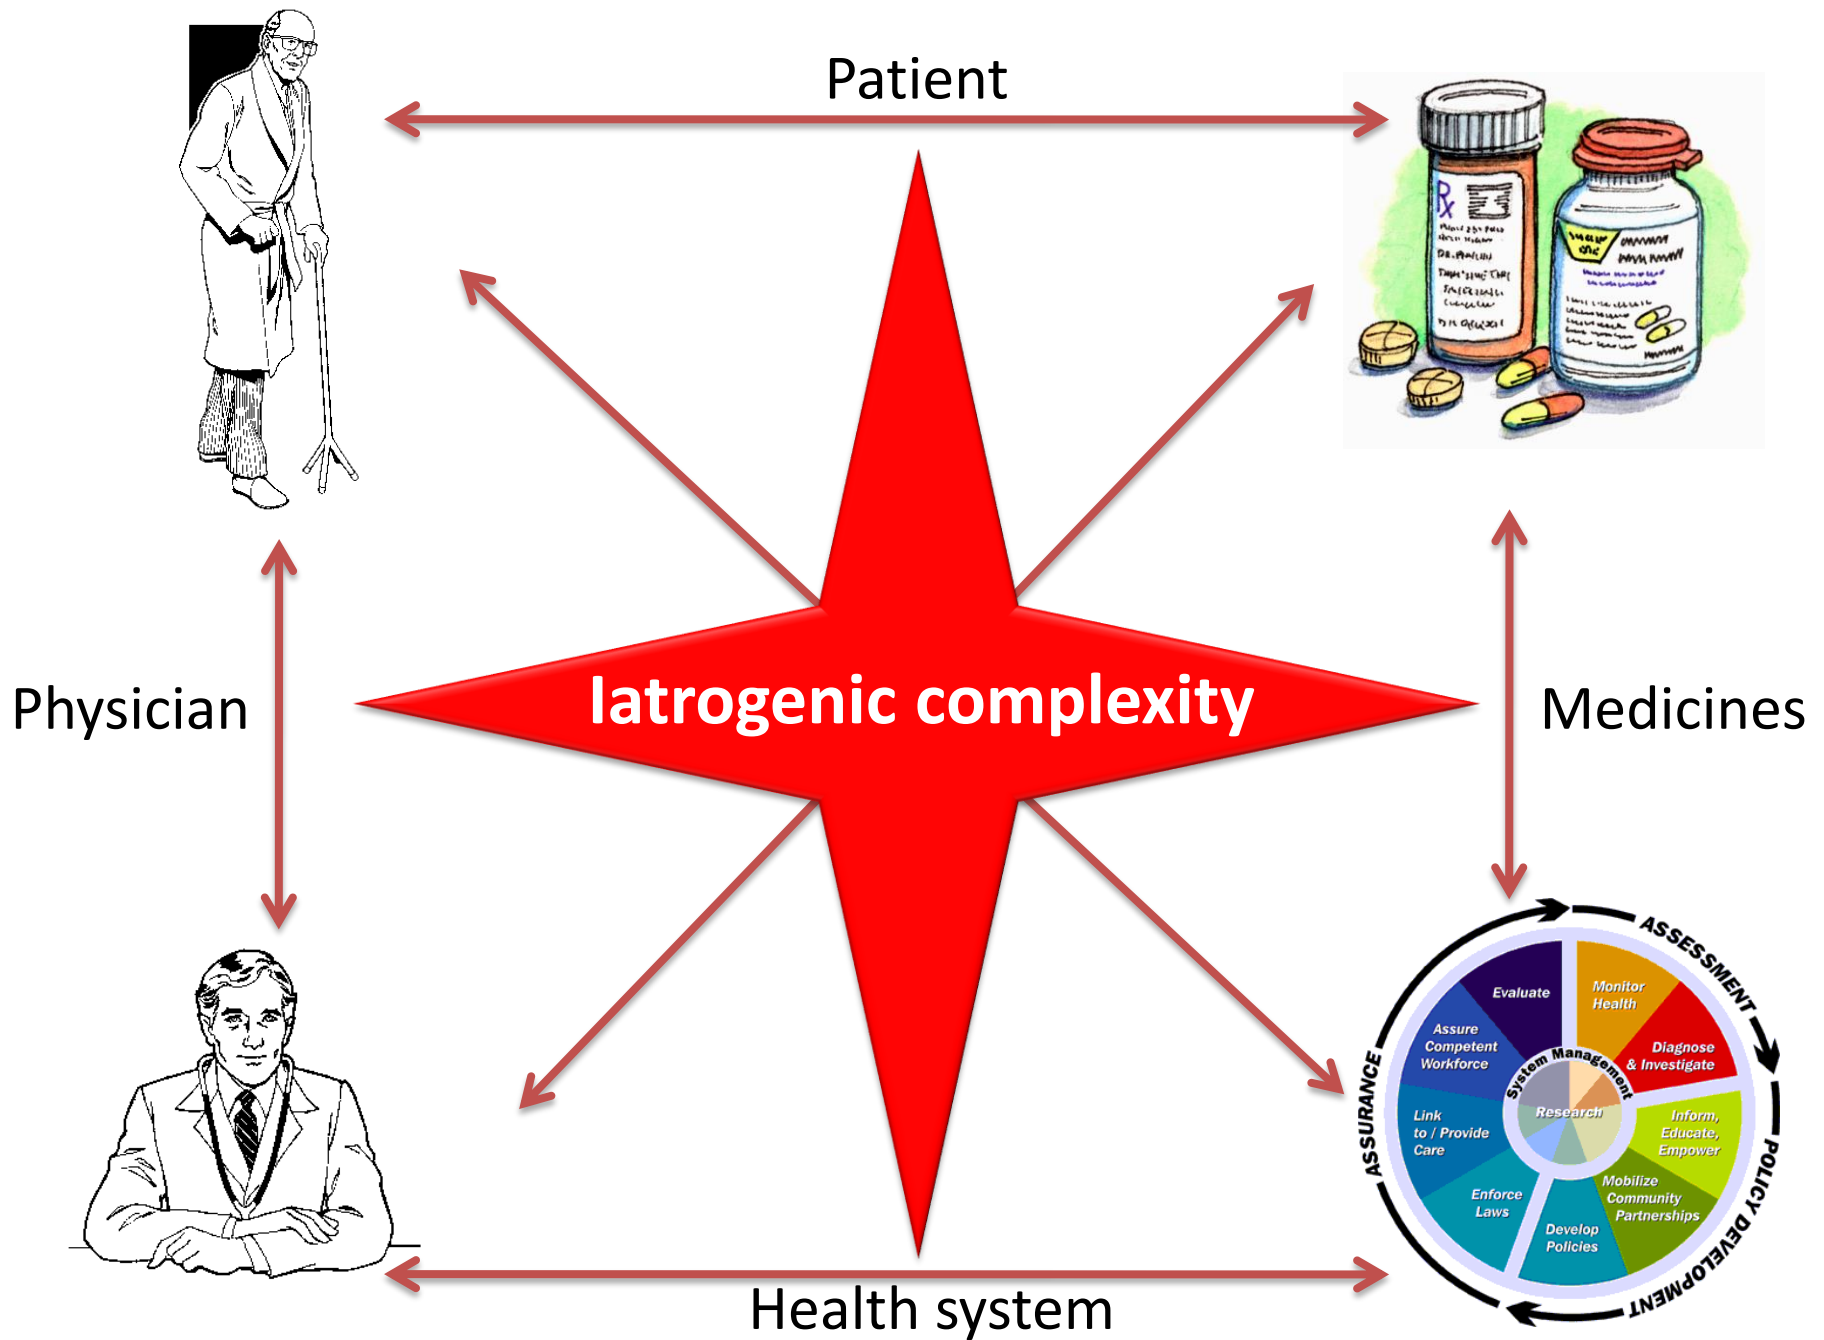 Patient
Rx
Physician
Iatrogenic complexity
Medicines
ASSESSMENT
POLICY DEVELOPMENT
ASSURANCE
Evaluate
Monitor
Health
Assure
Competent
Workforce
Diagnose
& Investigate
System Management
Research
Link
to / Provide
Care
Inform,
Educate,
Empower
Enforce
Laws
Mobilize
Community
Partnerships
Develop
Policies
Health system